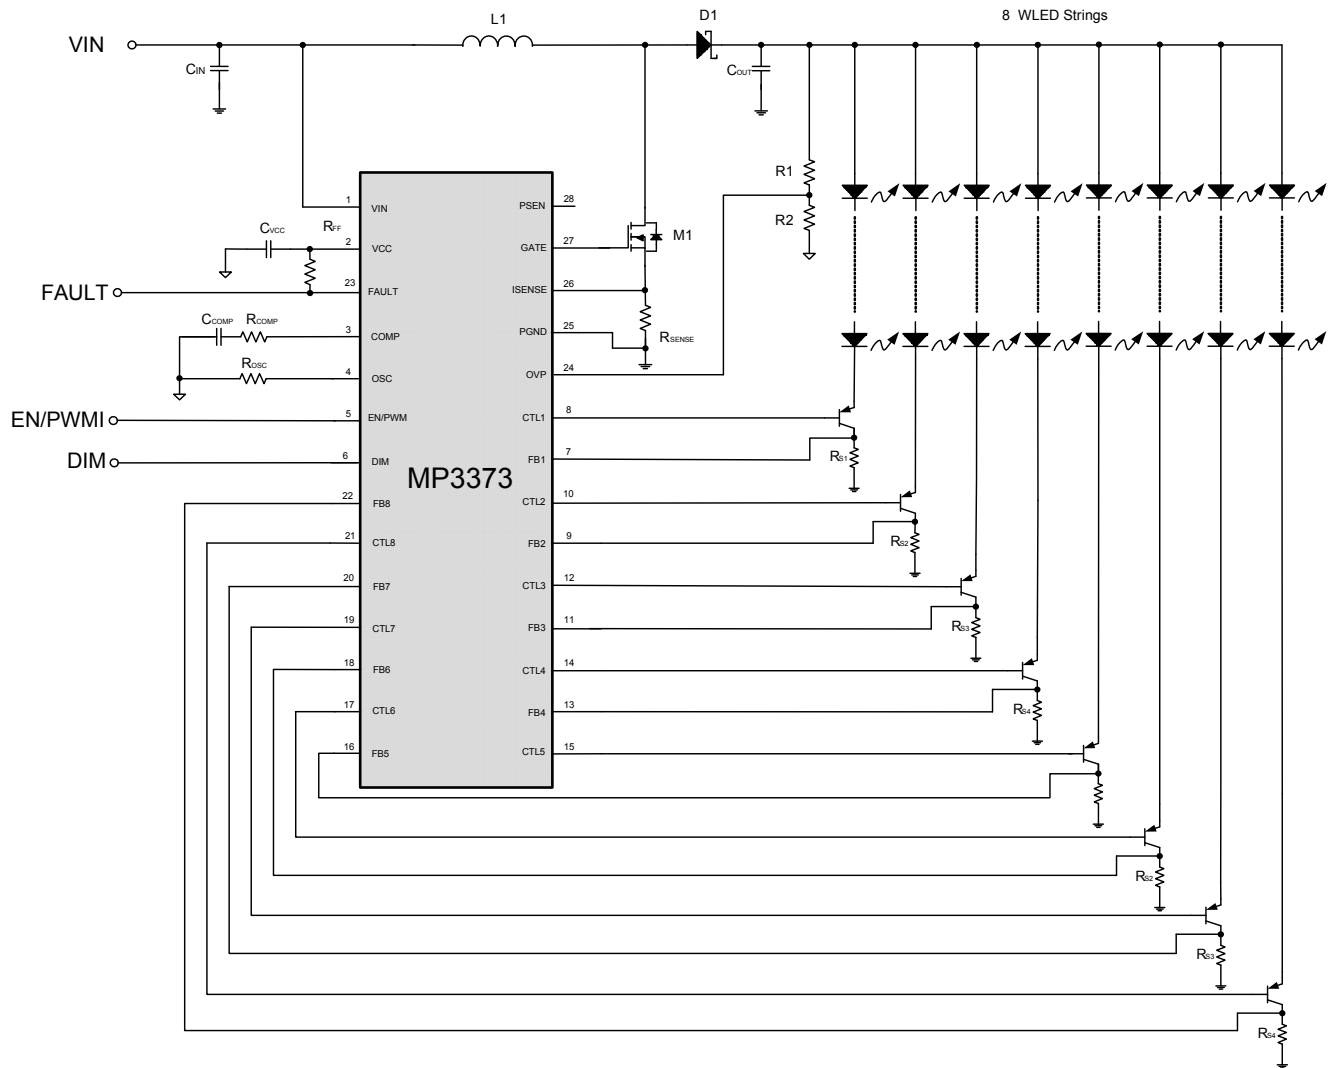 L1
D1
8 WLED Strings
VIN
CIN
COUT
R1
R2
1
VIN
PSEN
28
CVCC
RFF
2
VCC
GATE
27
M1
FAULT
23
FAULT
ISENSE
26
CCOMP
RCOMP
3
COMP
PGND
25
RSENSE
ROSC
4
OSC
OVP
24
EN/PWMI
5
EN/PWM
CTL1
8
DIM
6
DIM
FB1
7
RS1
MP3373
22
FB8
CTL2
10
21
CTL8
FB2
9
RS2
20
FB7
CTL3
12
19
CTL7
FB3
11
RS3
18
FB6
CTL4
14
17
CTL6
FB4
13
RS4
16
FB5
CTL5
15
RS2
RS3
RS4